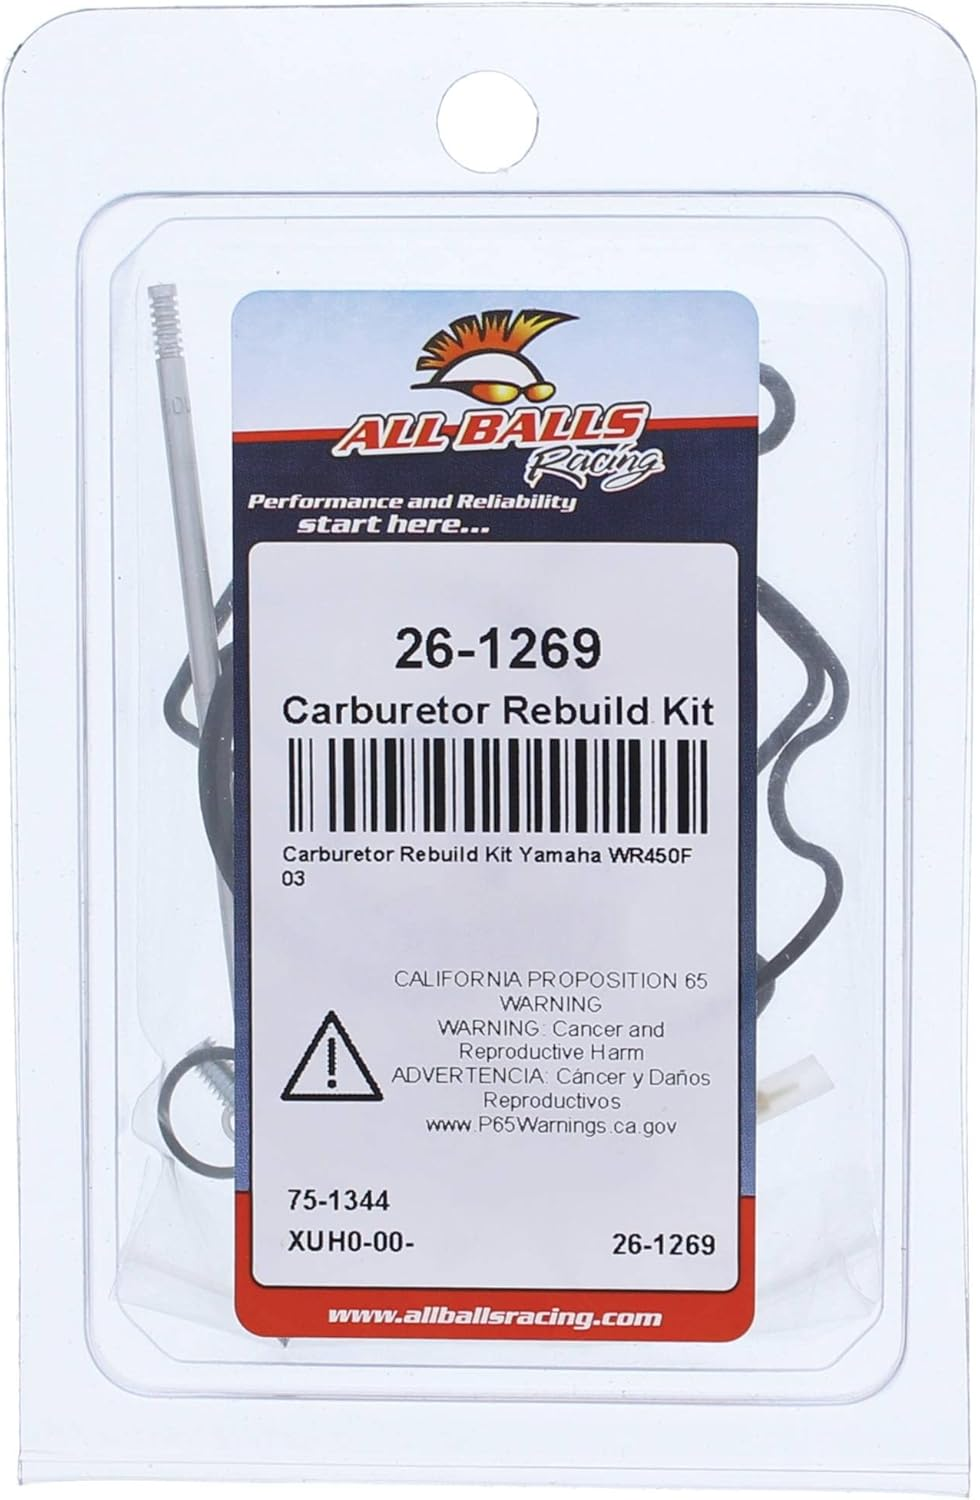 ALL BALLS
Racing
Performance and Reliability
start here...
26-1269
Carburetor Rebuild Kit
Carburetor Rebuild Kit Yamaha WR450F
03
CALIFORNIA PROPOSITION 65
WARNING
WARNING: Cancer and
Reproductive Harm
ADVERTENCIA: Cáncer y Daños
Reproductivos
www.P65Warnings.ca.gov
75-1344
XUH0-00-
26-1269
www.allballsracing.com